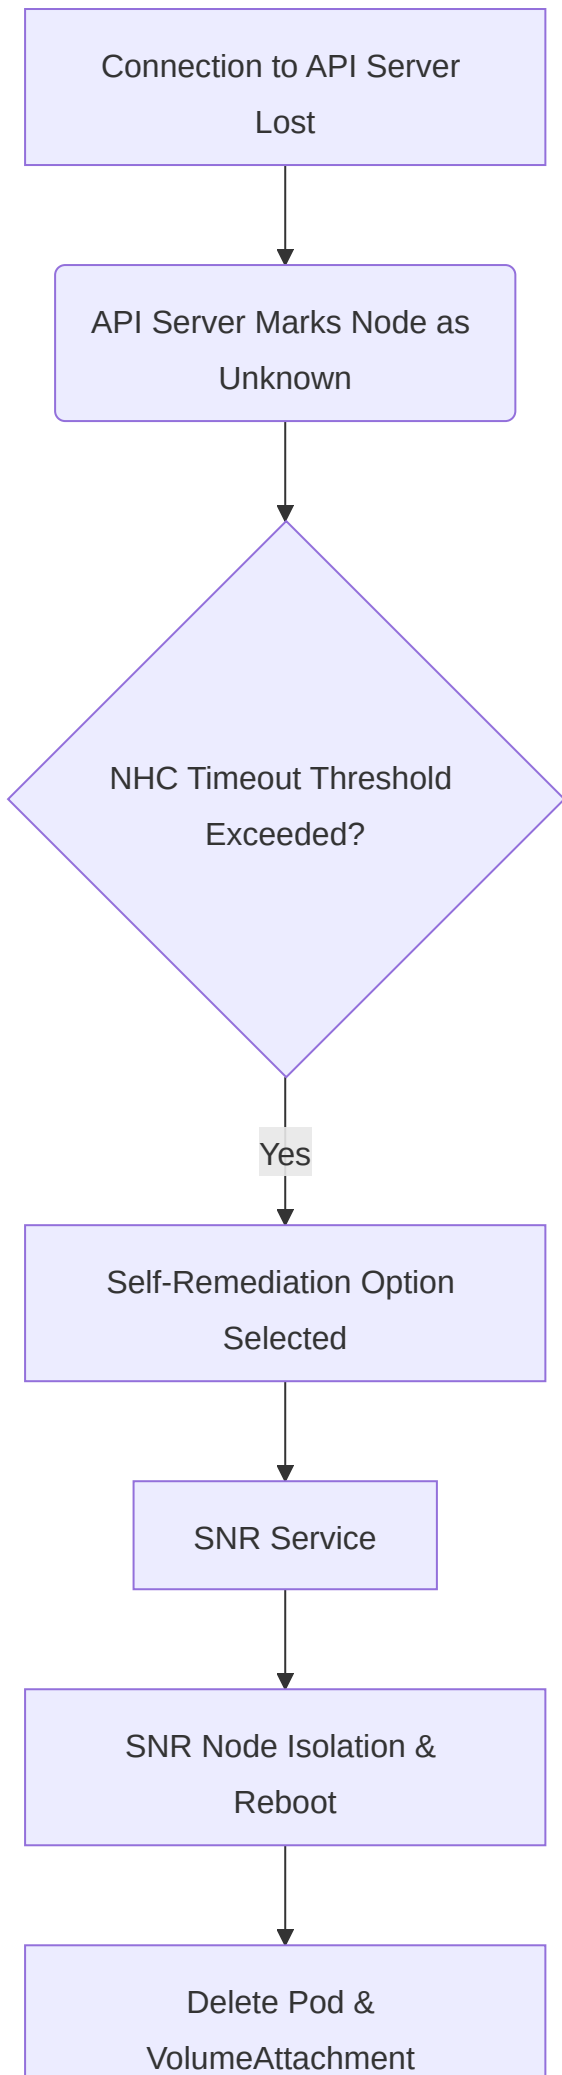 Connection to API Server
Lost
API Server Marks Node as
Unknown
NHC Timeout Threshold
Exceeded?
Yes
Self-Remediation Option
Selected
SNR Service
SNR Node Isolation &
Reboot
Delete Pod &
VolumeAttachment